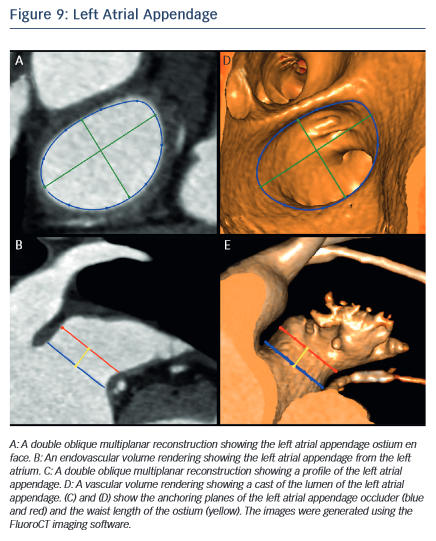 Figure 9: Left Atrial Appendage
A
D
B
E
A: A double oblique multiplanar reconstruction showing the left atrial appendage ostium en
face. B: An endovascular volume rendering showing the left atrial appendage from the left
atrium. C: A double oblique multiplanar reconstruction showing a profile of the left atrial
appendage. D: A vascular volume rendering showing a cast of the lumen of the left atrial
appendage. (C) and (D) show the anchoring planes of the left atrial appendage occluder (blue
and red) and the waist length of the ostium (yellow). The images were generated using the
FluoroCT imaging software.